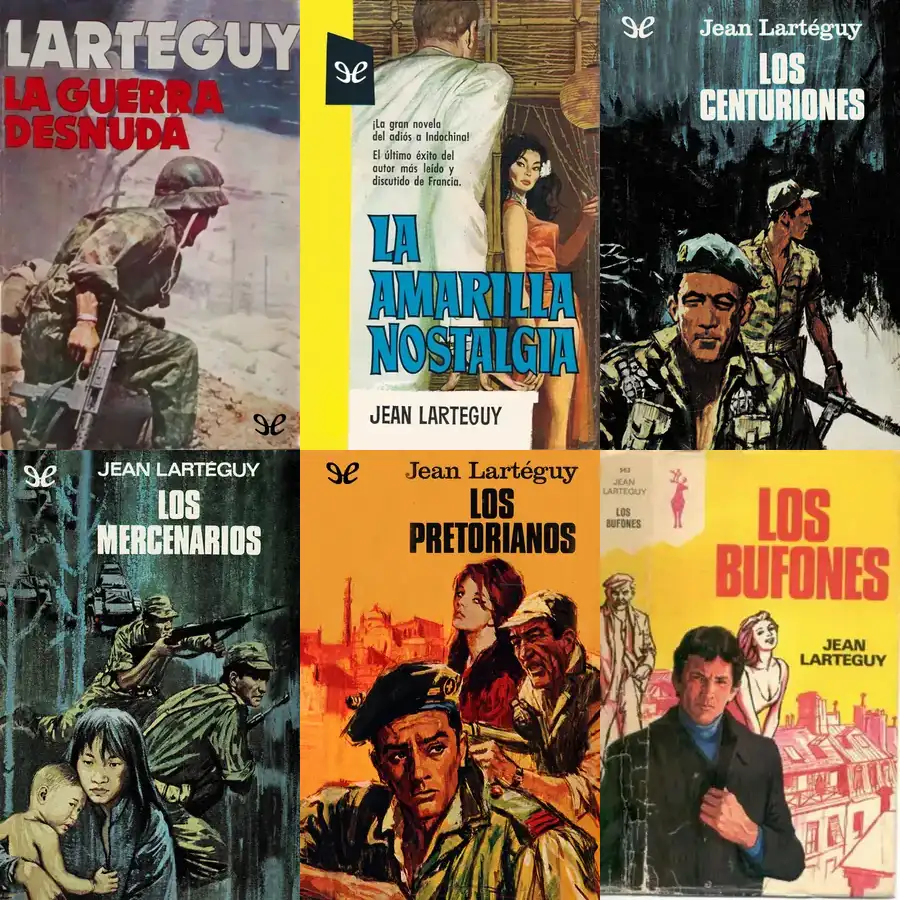 LARTEGUY
LA GUERRA
DESNUDA
¡La gran novela
del adiós a Indochina!
El último éxito del
autor más leído y
discutido de Francia.
LA
AMARILLA
NOSTALGIA
JEAN LARTEGUY
Jean Lartéguy
LOS
CENTURIONES
JEAN LARTÉGUY
LOS
MERCENARIOS
Jean Lartéguy
LOS
PRETORIANOS
JEAN
LARTEGUY
LOS
BUFONES
LOS
BUFONES
JEAN
LARTEGUY